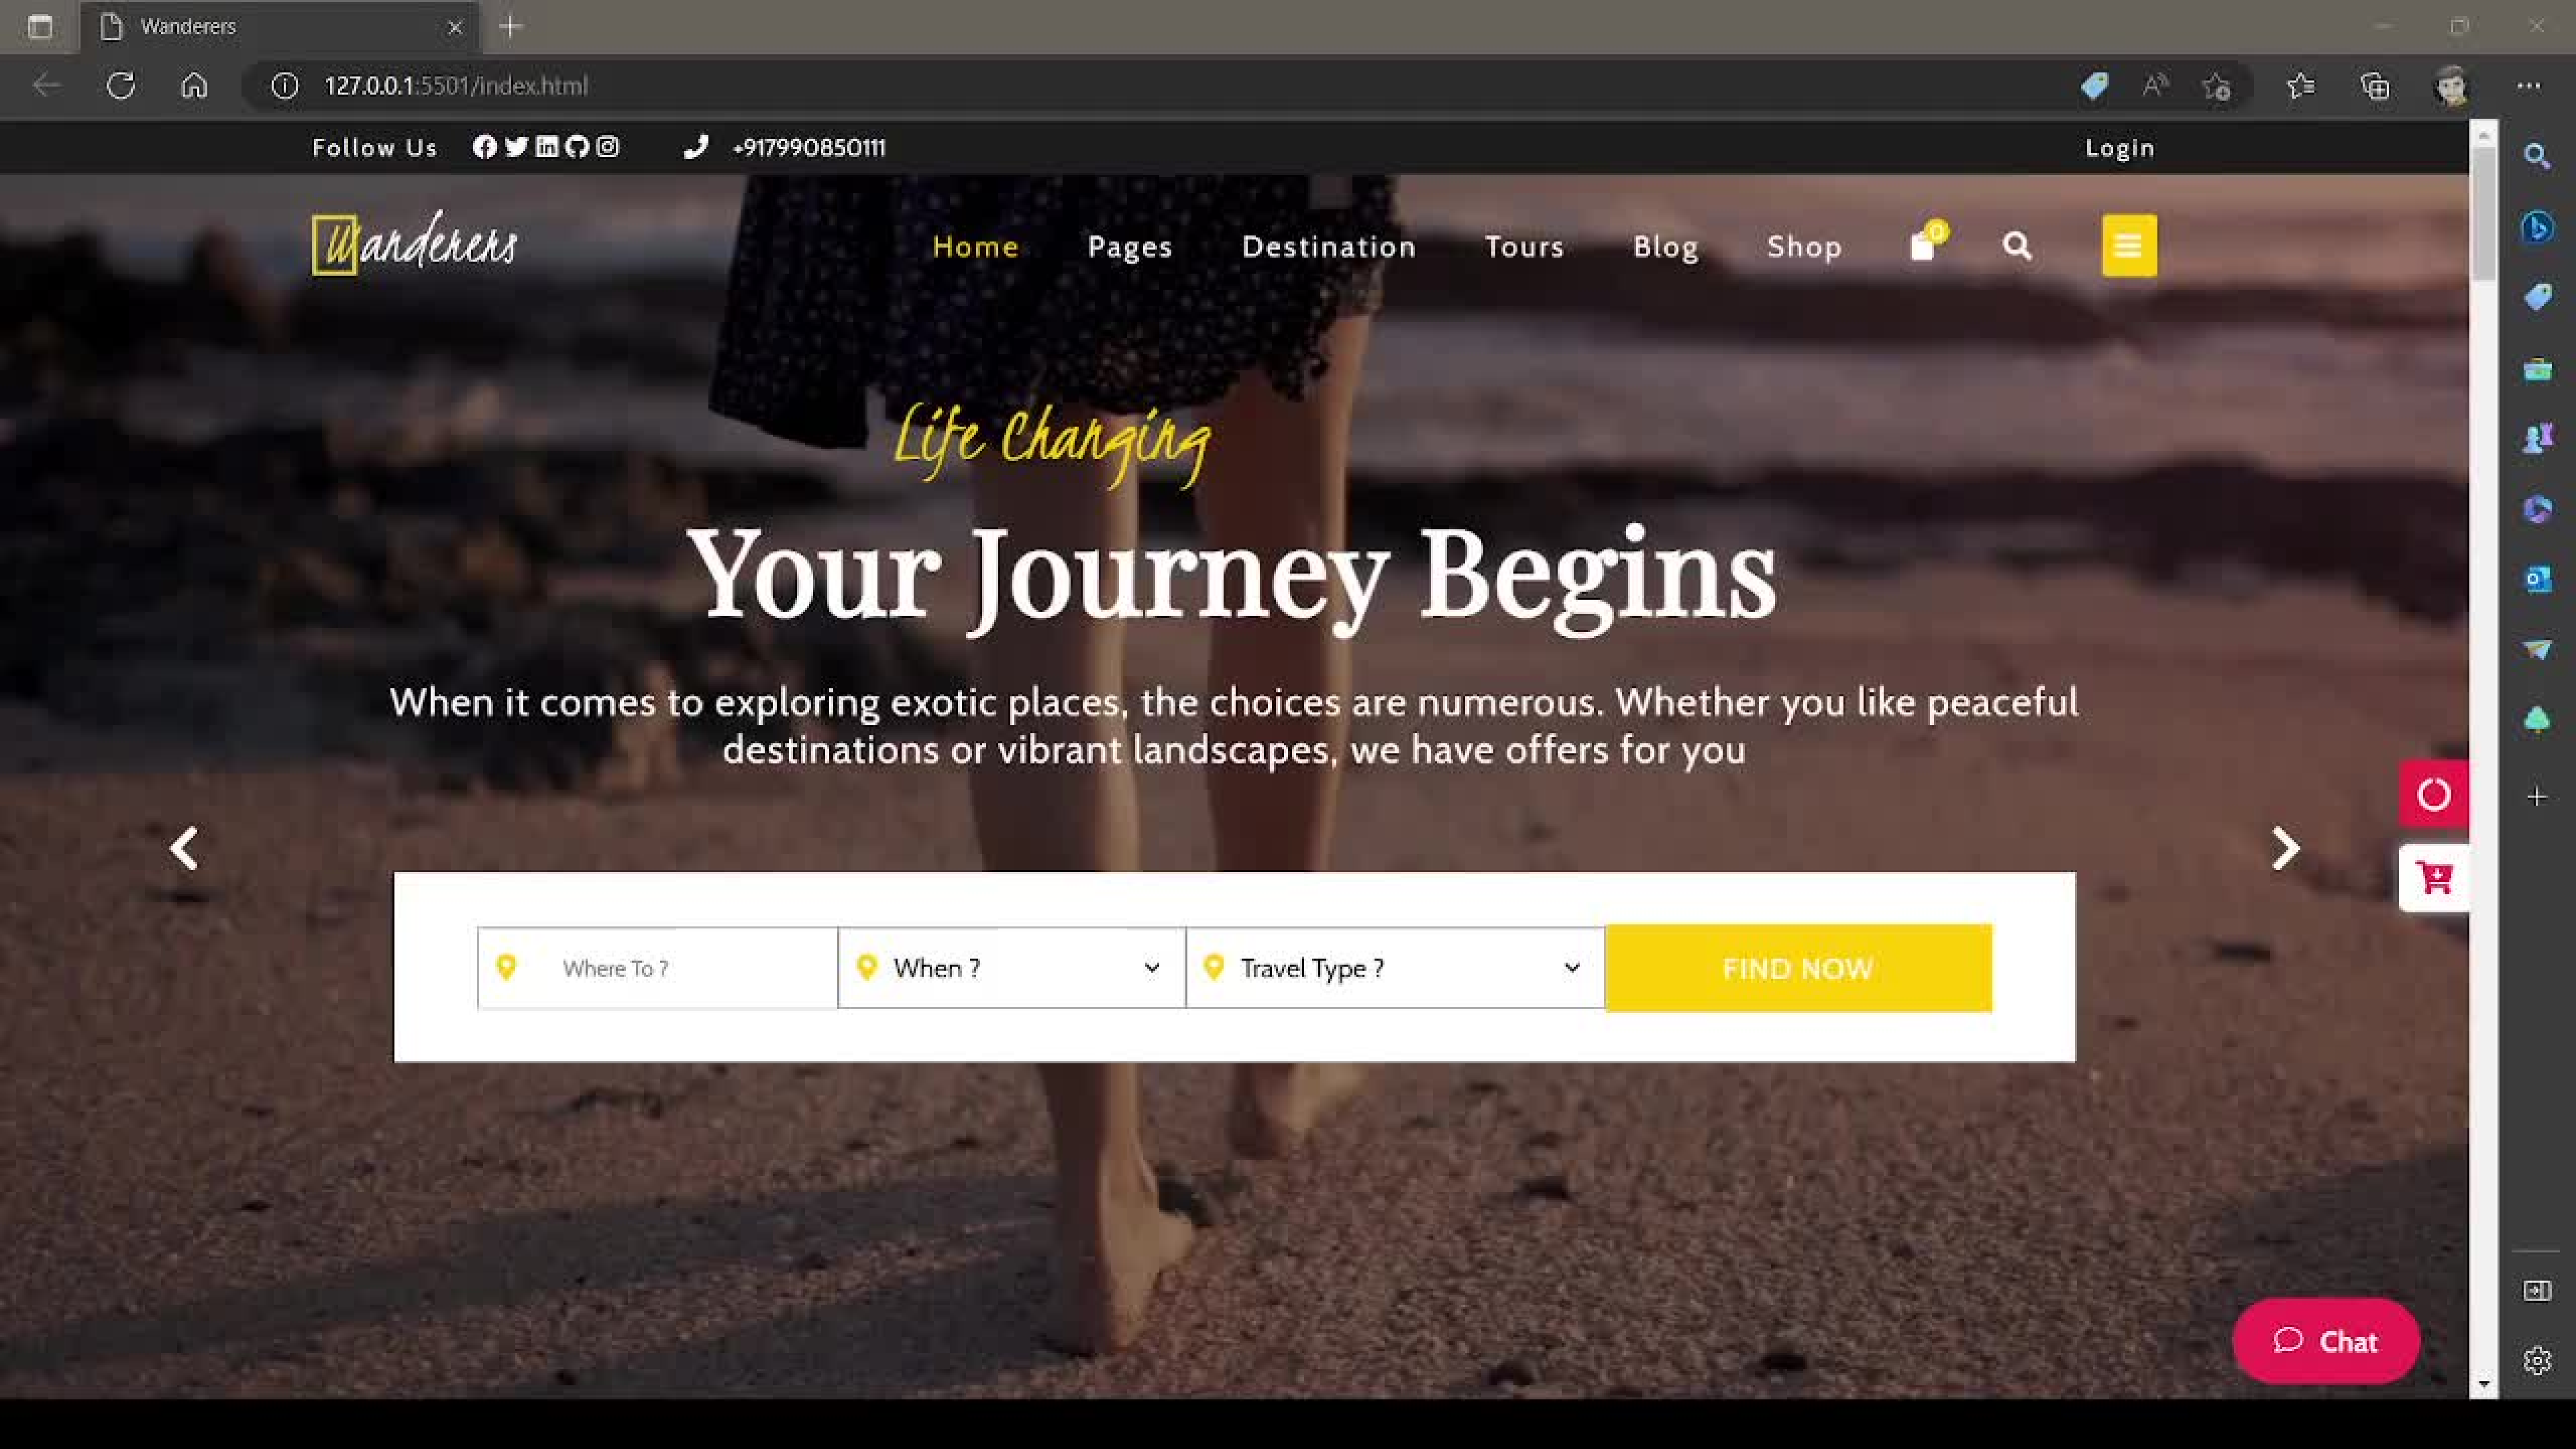 Wanderers
127.0.0.1:5501/index.html
Follow Us
+917990850111
Login
Wanderers
Home Pages Destination Tours Blog Shop 0
Life Changing
Your Journey Begins
When it comes to exploring exotic places, the choices are numerous. Whether you like peaceful
destinations or vibrant landscapes, we have offers for you
Where To ? When ? Travel Type ? FIND NOW
Chat